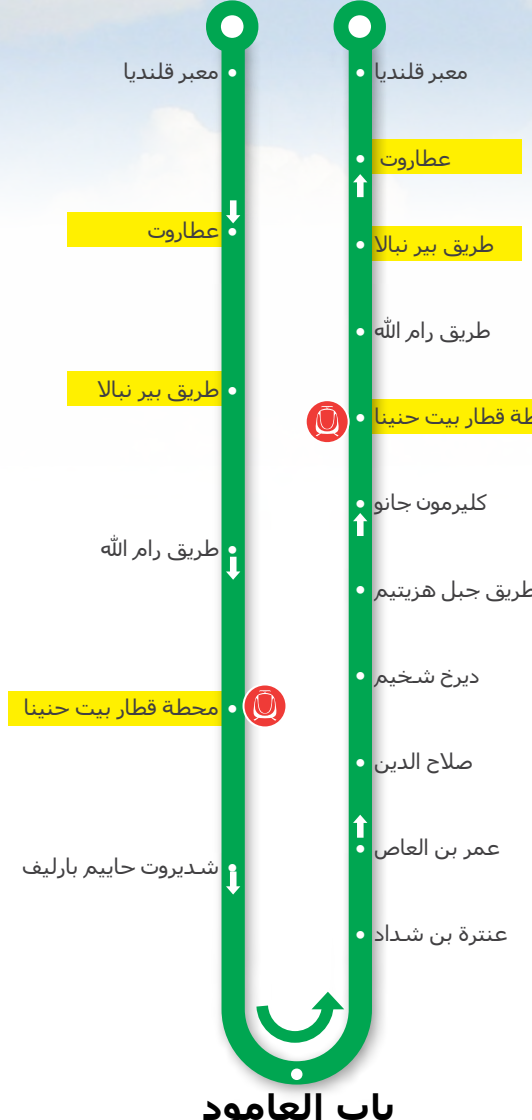 معبر قلنديا
عطاروت
طريق بير نبالا
طريق رام الله
قطار بيت حنينا
كليرمون جانو
طريق جبل هزيتيم
ديرخ شخيم
صلاح الدين
عمر بن العاص
عنترة بن شداد
معبر قلنديا
عطاروت
طريق بير نبالا
طريق رام الله
محطة قطار بيت حنينا
شديروت حاييم بارليف
باب العامود